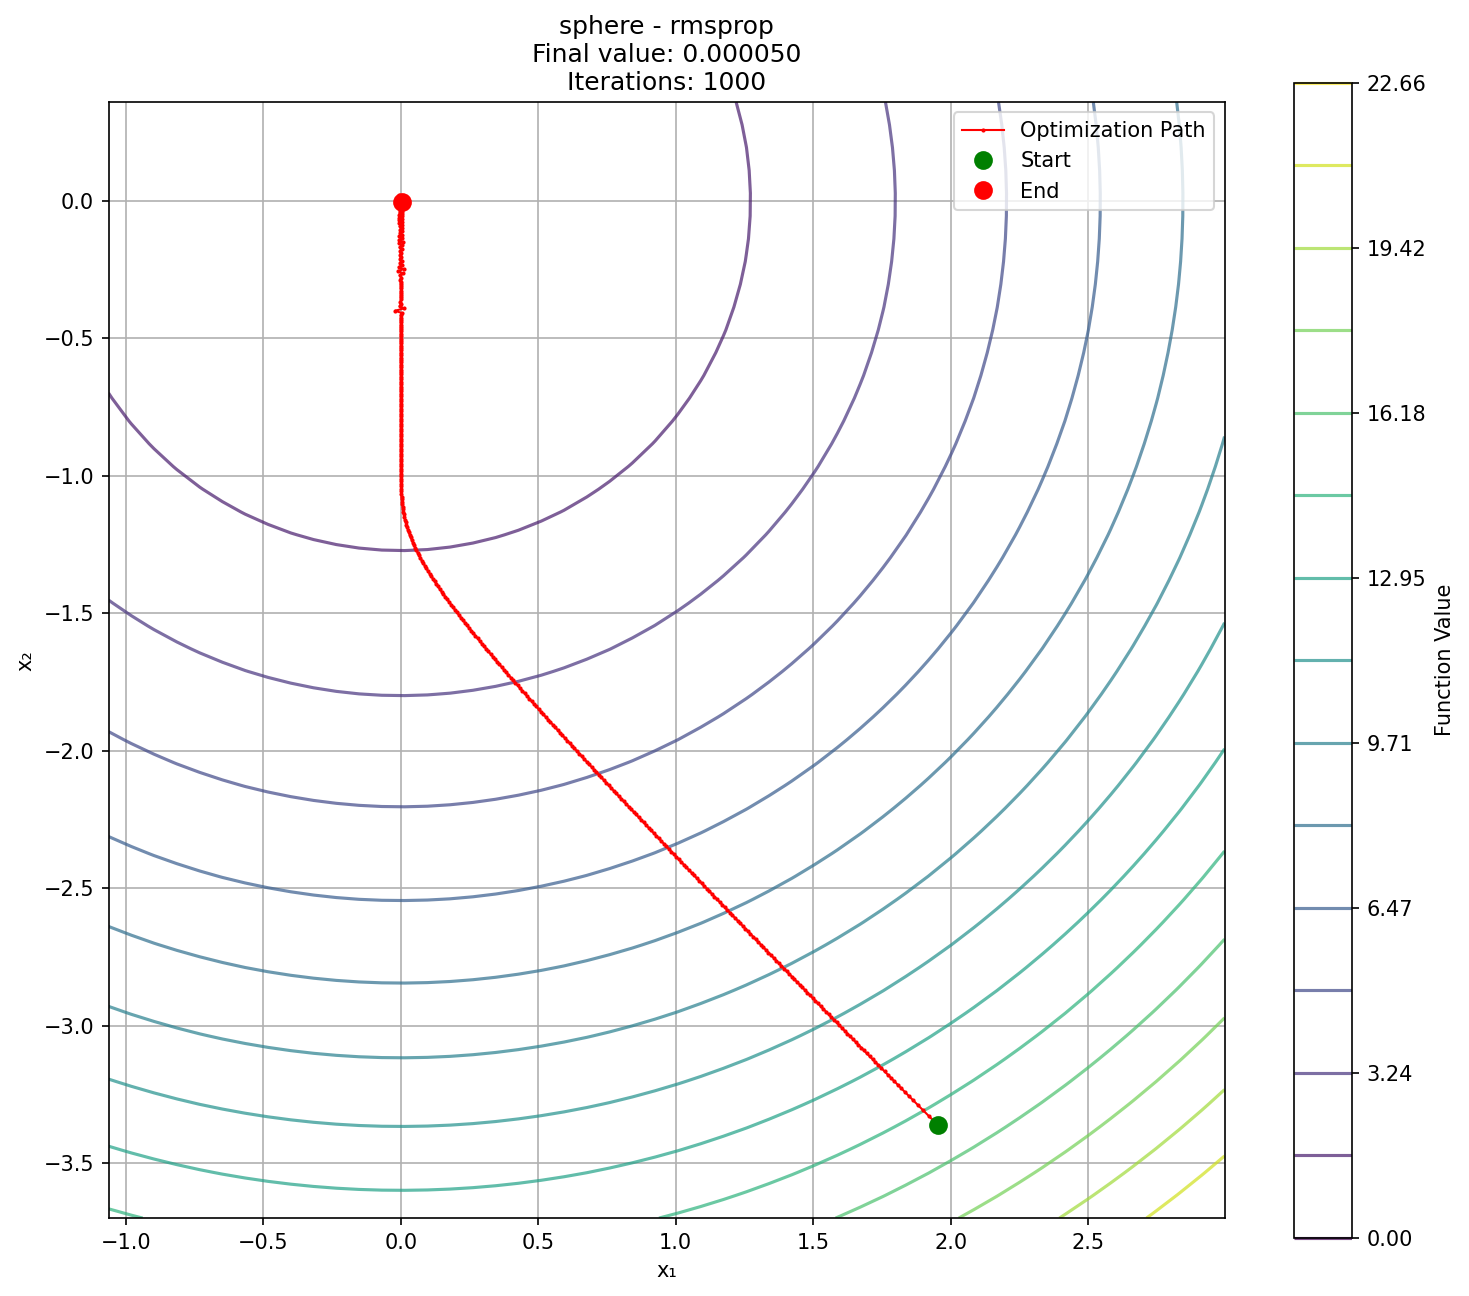 sphere - rmsprop
Final value: 0.000050
Iterations: 1000
Optimization Path
Start
End
0.0
−0.5
−1.0
−1.5
−2.0
−2.5
−3.0
−3.5
x₂
−1.0
−0.5
0.0
0.5
1.0
1.5
2.0
2.5
x₁
22.66
19.42
16.18
12.95
9.71
6.47
3.24
0.00
Function Value